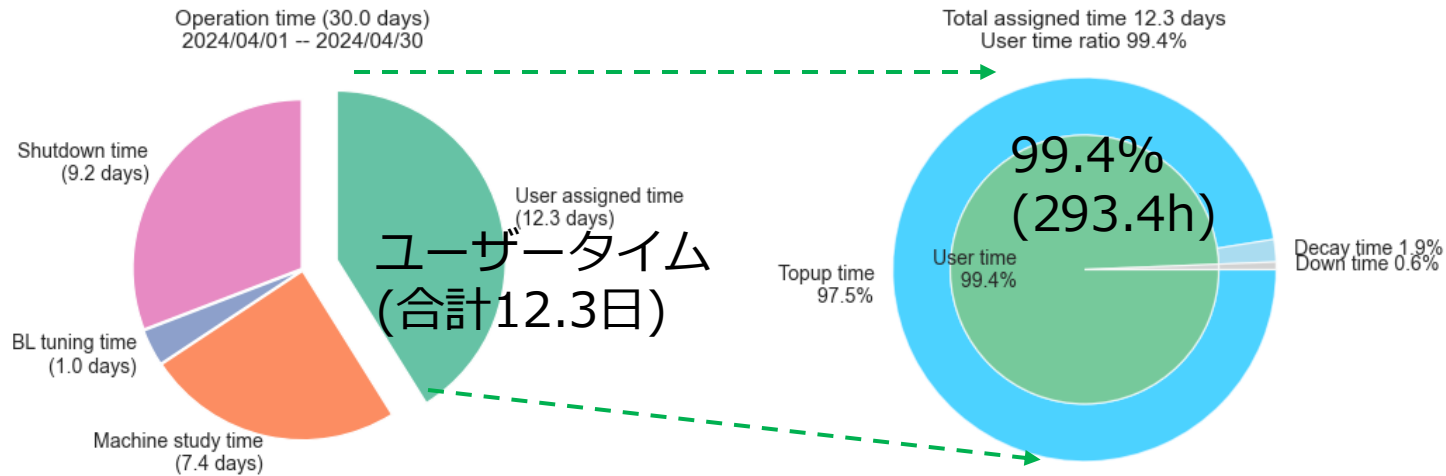 Operation time (30.0 days)
2024/04/01 -- 2024/04/30
Shutdown time
(9.2 days)
User assigned time
(12.3 days)
ユーザータイム
(合計12.3日)
BL tuning time
(1.0 days)
Machine study time
(7.4 days)
Total assigned time 12.3 days
User time ratio 99.4%
99.4%
(293.4h)
User time
99.4%
Topup time
97.5%
Decay time 1.9%
Down time 0.6%